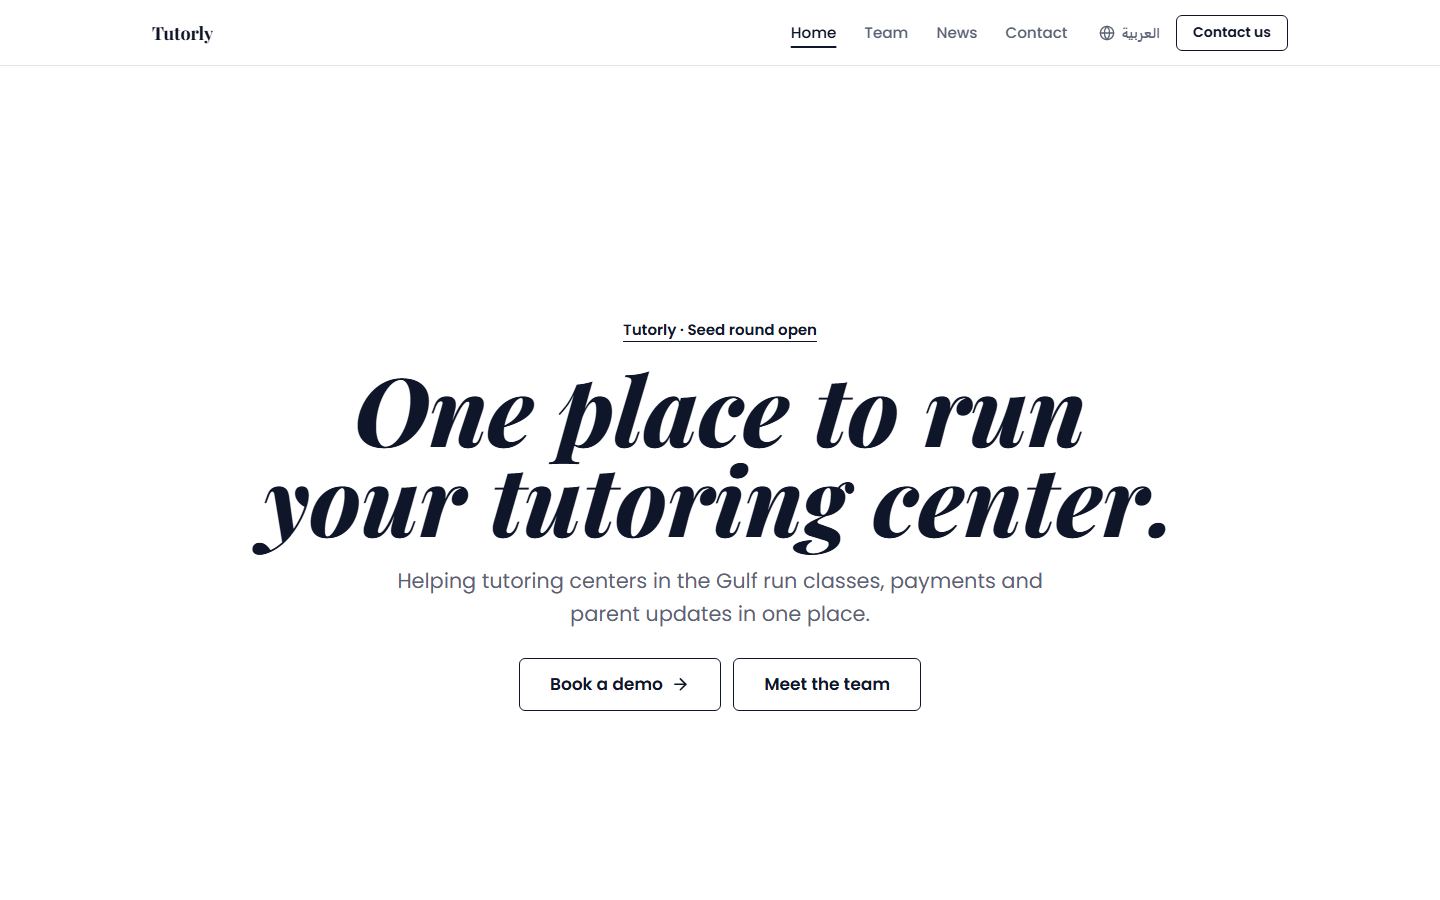 Tutorly
Home
Team
News
Contact
العربية
Contact us
Tutorly · Seed round open
One place to run
your tutoring center.
Helping tutoring centers in the Gulf run classes, payments and
parent updates in one place.
Book a demo →
Meet the team